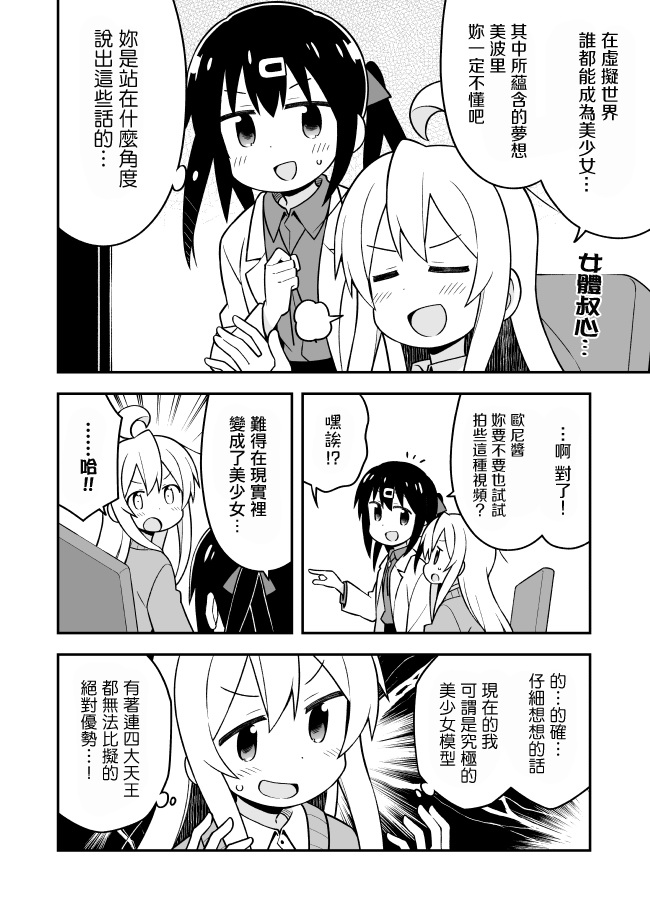 在虛擬世界
誰都能成為美少女…
其中所蘊含的夢想
美波里
妳一定不懂吧
女體叔心…
妳是站在什麼角度
說出這些話的…
…啊 對了!
歐尼醬
妳要不要也試試
拍些這種視頻?
嘿誒!?
難得在現實裡
變成了美少女…
……哈!!
的…的確…
仔細想想的話
現在的我
可謂是究極的
美少女模型
有著連四大天王
都無法比擬的
絕對優勢…!